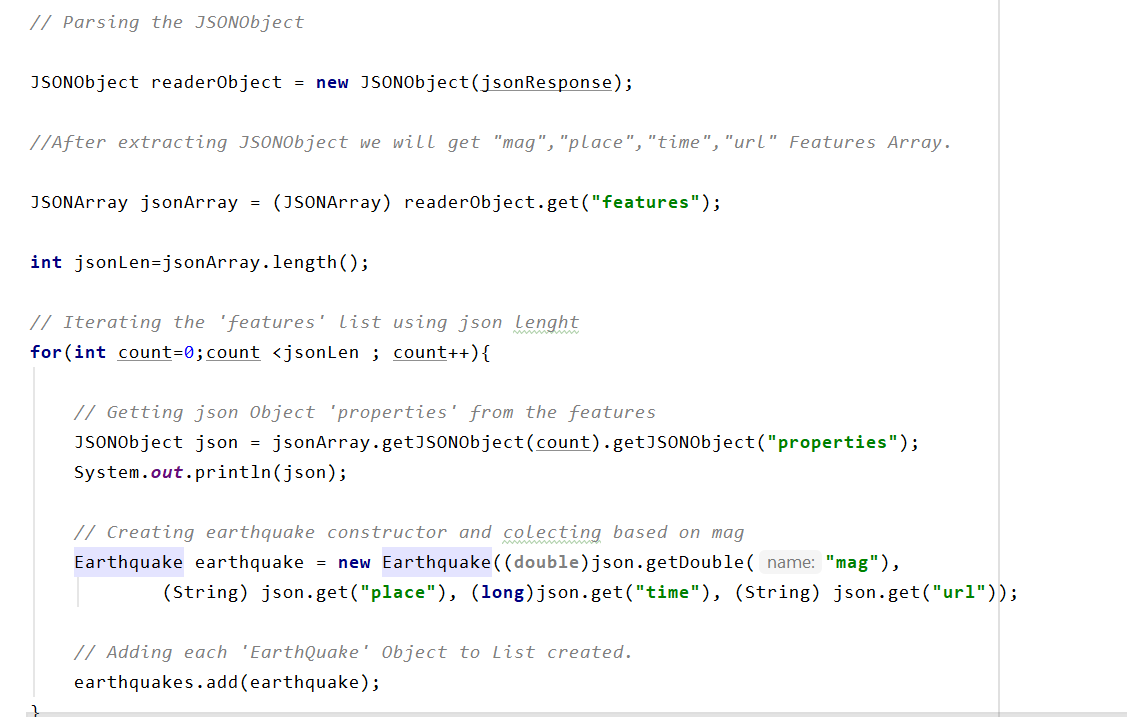 // Parsing the JSONObject
JSONObject readerObject = new JSONObject(jsonResponse);
//After extracting JSONObject we will get "mag","place","time","url" Features Array.
JSONArray jsonArray = (JSONArray) readerObject.get("features");
int jsonLen=jsonArray.length();
// Iterating the 'features' list using json lenght
for(int count=0;count <jsonLen ; count++){
// Getting json Object 'properties' from the features
JSONObject json = jsonArray.getJSONObject(count).getJSONObject("properties");
System.out.println(json);
// Creating earthquake constructor and colecting based on mag
Earthquake earthquake = new Earthquake((double)json.getDouble( name: "mag"),
(String) json.get("place"), (long)json.get("time"), (String) json.get("url"));
// Adding each 'EarthQuake' Object to List created.
earthquakes.add(earthquake);
}